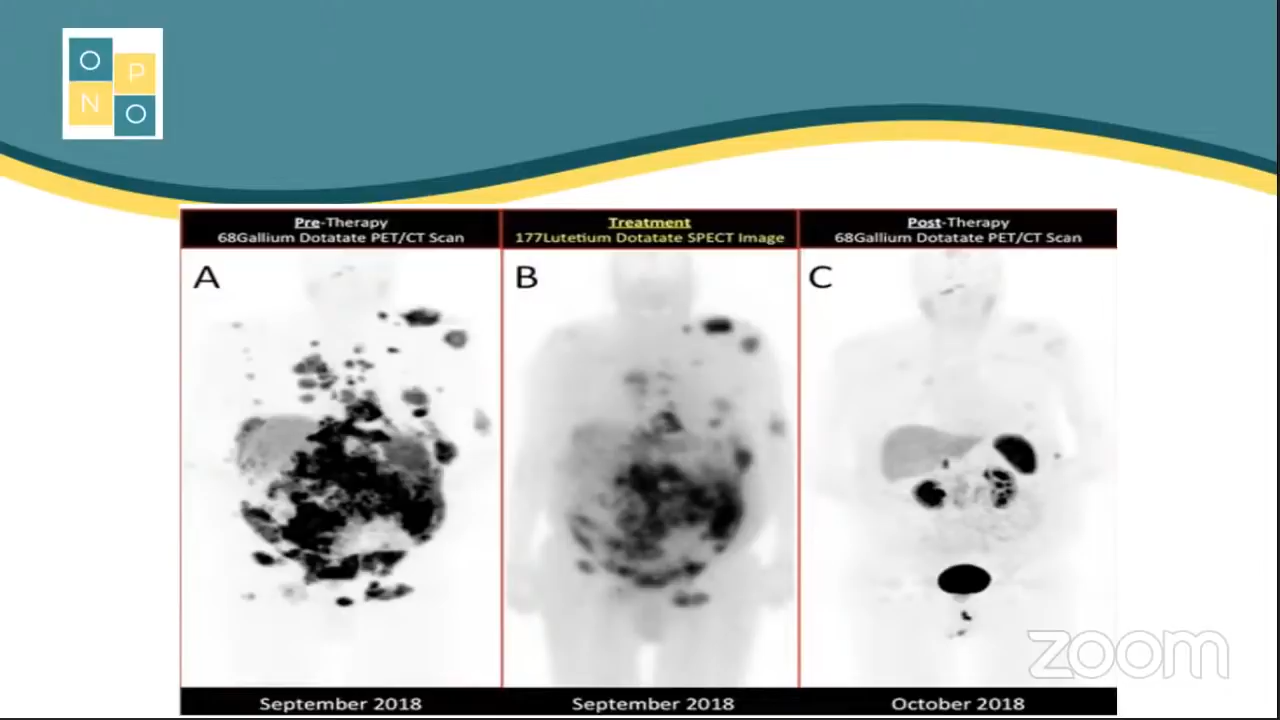 O
P
N
O
Pre-Therapy
68Gallium Dotatate PET/CT Scan
Treatment
177Lutetium Dotatate SPECT Image
Post-Therapy
68Gallium Dotatate PET/CT Scan
A
B
C
zoom
September 2018
September 2018
October 2018